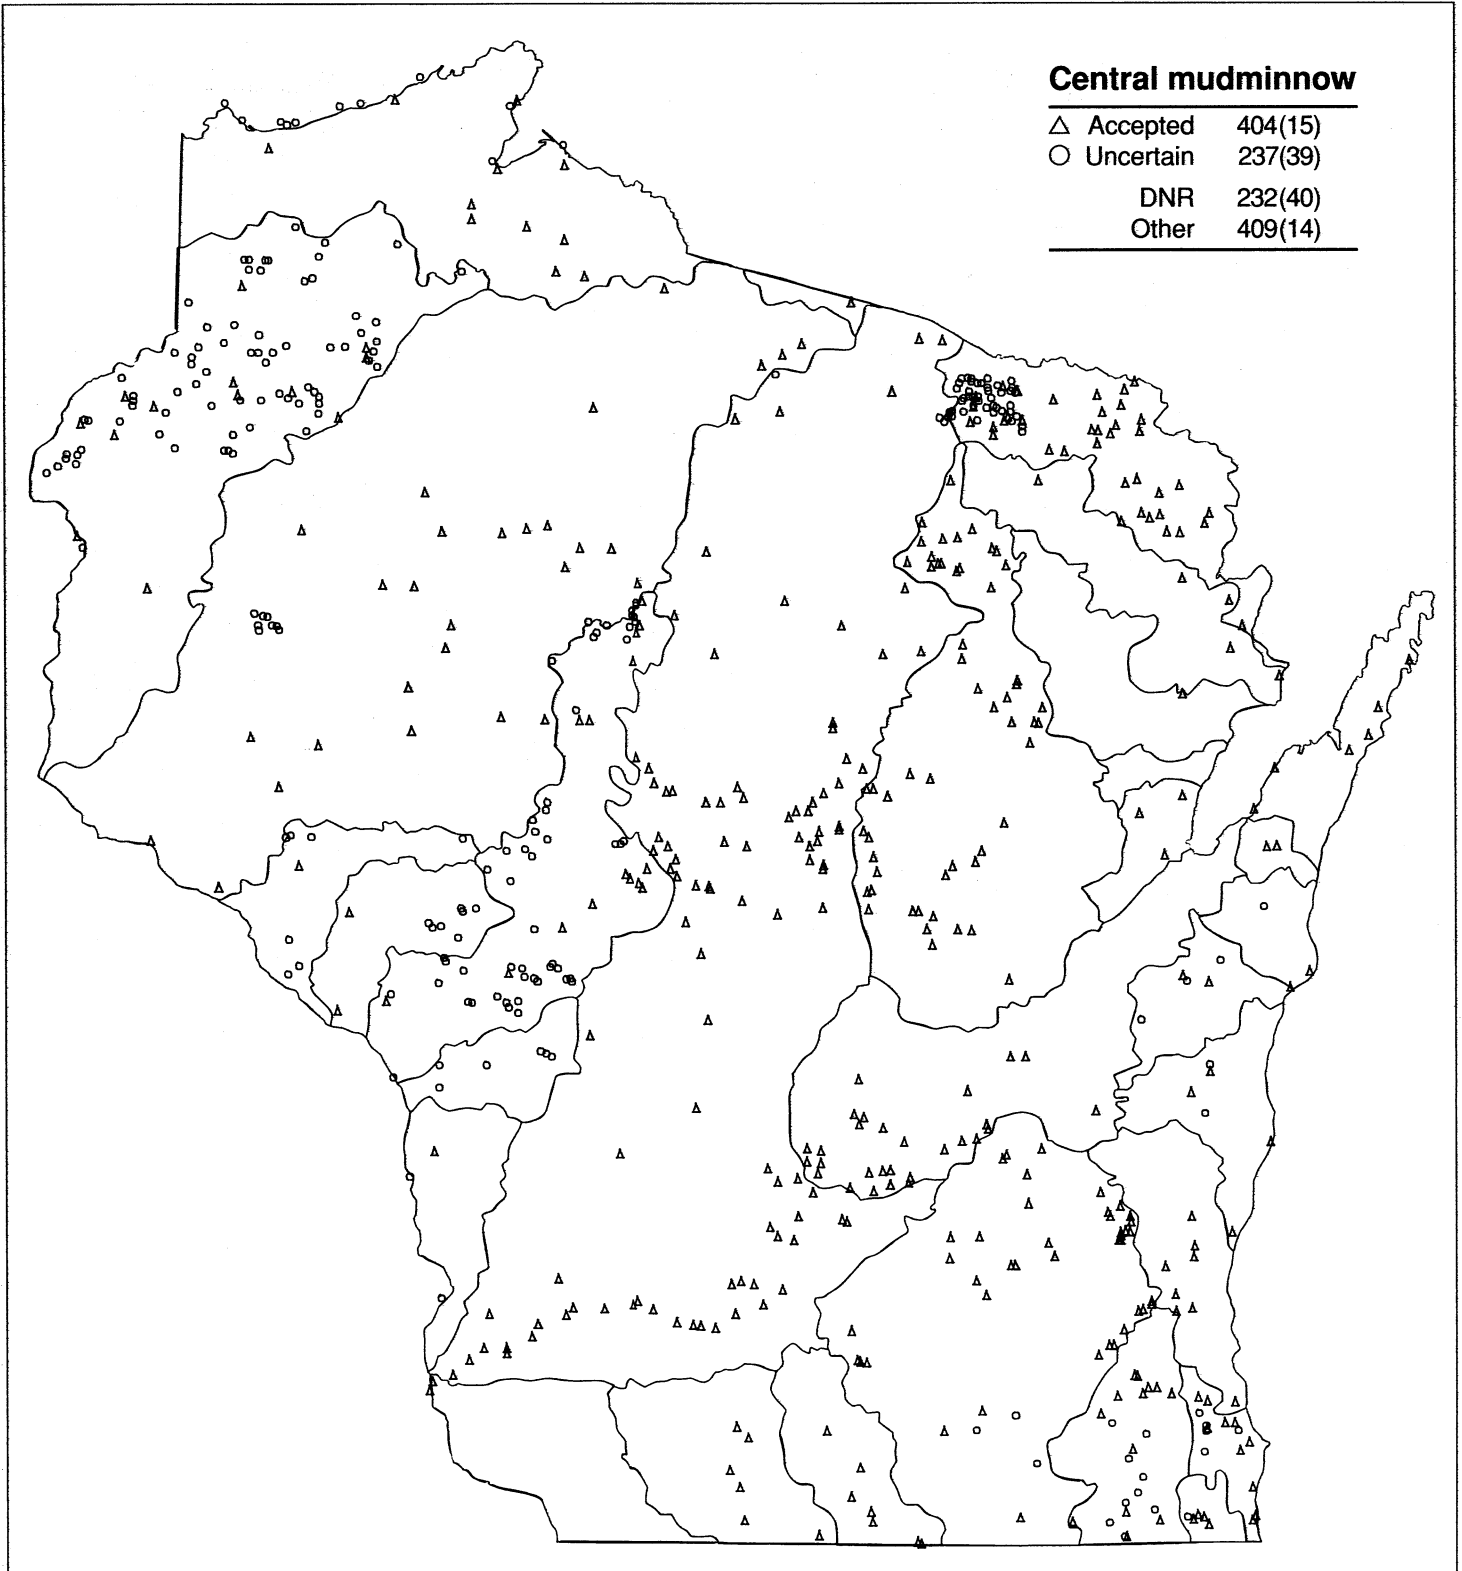 Central mudminnow
△ Accepted 404(15)
○ Uncertain 237(39)
DNR 232(40)
Other 409(14)